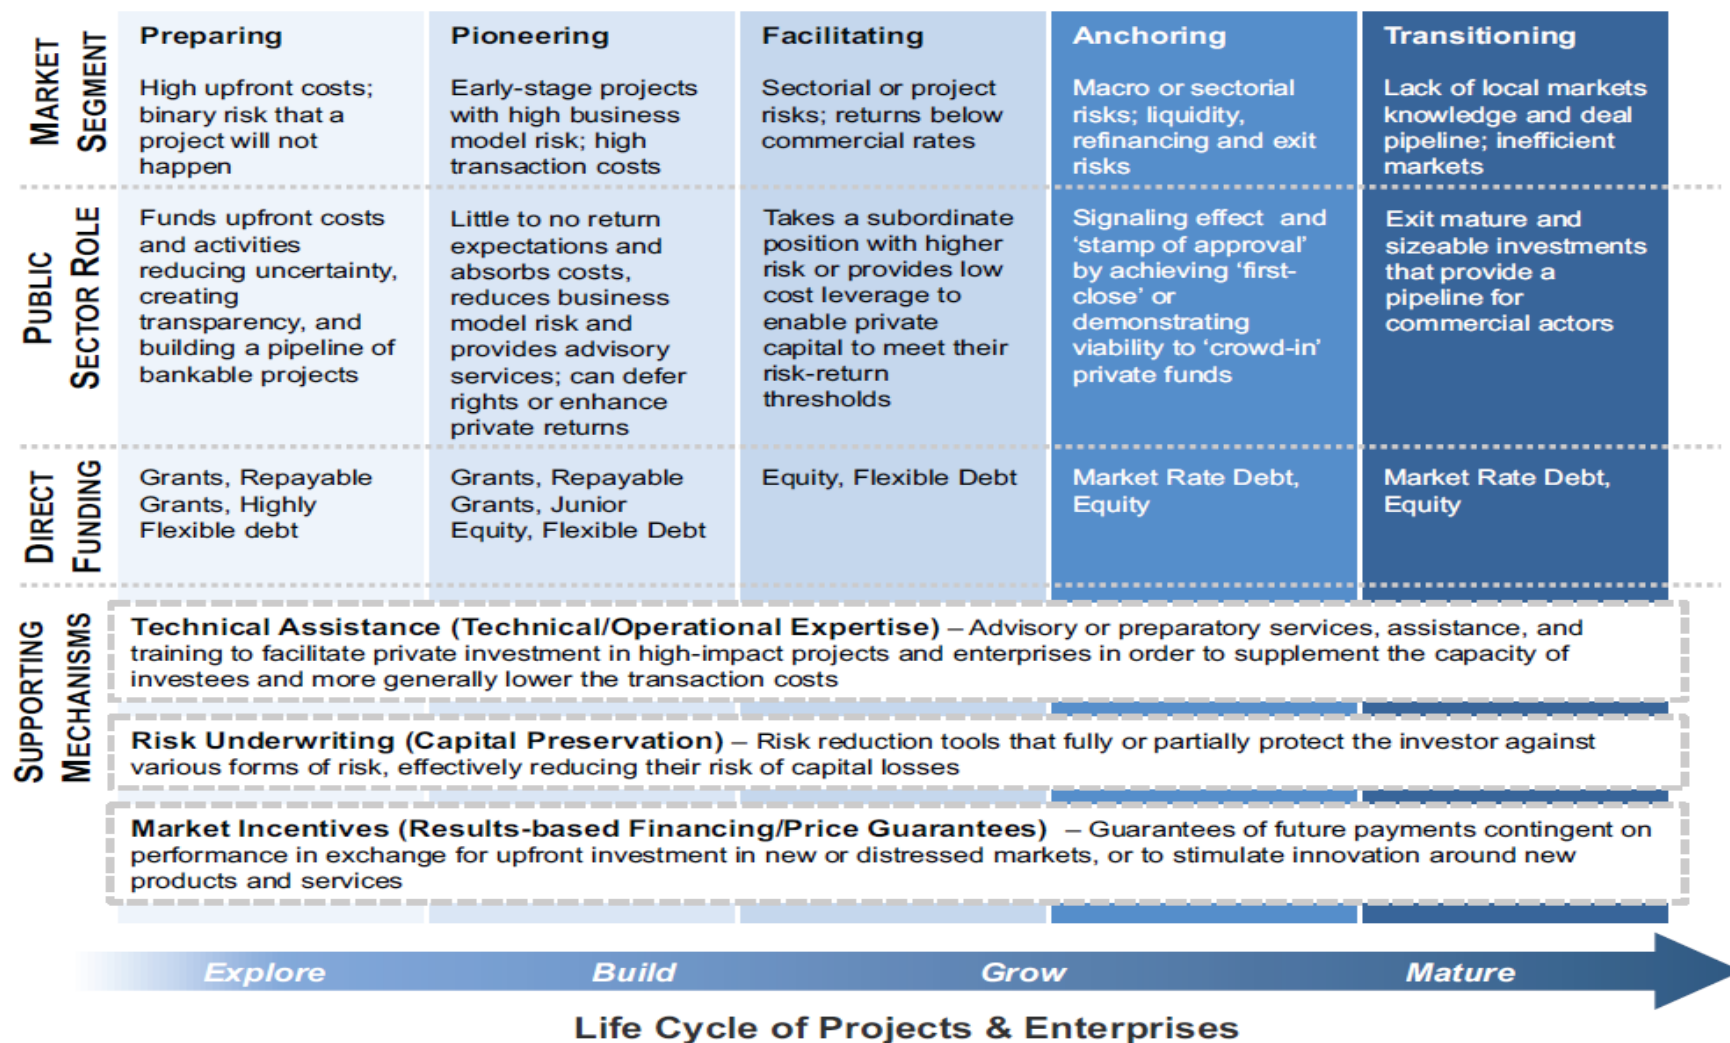 MARKET
SEGMENT
Preparing
High upfront costs;
binary risk that a
project will not
happen
Pioneering
Early-stage projects
with high business
model risk; high
transaction costs
Facilitating
Sectorial or project
risks; returns below
commercial rates
Anchoring
Macro or sectorial
risks; liquidity,
refinancing and exit
risks
Transitioning
Lack of local markets
knowledge and deal
pipeline; inefficient
markets
PUBLIC
SECTOR ROLE
Funds upfront costs
and activities
reducing uncertainty,
creating
transparency, and
building a pipeline of
bankable projects
Little to no return
expectations and
absorbs costs,
reduces business
model risk and
provides advisory
services; can defer
rights or enhance
private returns
Takes a subordinate
position with higher
risk or provides low
cost leverage to
enable private
capital to meet their
risk-return
thresholds
Signaling effect and
‘stamp of approval’
by achieving ‘first-
close’ or
demonstrating
viability to ‘crowd-in’
private funds
Exit mature and
sizeable investments
that provide a
pipeline for
commercial actors
DIRECT
FUNDING
Grants, Repayable
Grants, Highly
Flexible debt
Grants, Repayable
Grants, Junior
Equity, Flexible Debt
Equity, Flexible Debt
Market Rate Debt,
Equity
Market Rate Debt,
Equity
SUPPORTING
MECHANISMS
Technical Assistance (Technical/Operational Expertise) – Advisory or preparatory services, assistance, and
training to facilitate private investment in high-impact projects and enterprises in order to supplement the capacity of
investees and more generally lower the transaction costs
Risk Underwriting (Capital Preservation) – Risk reduction tools that fully or partially protect the investor against
various forms of risk, effectively reducing their risk of capital losses
Market Incentives (Results-based Financing/Price Guarantees) – Guarantees of future payments contingent on
performance in exchange for upfront investment in new or distressed markets, or to stimulate innovation around new
products and services
Explore Build Grow Mature
Life Cycle of Projects & Enterprises